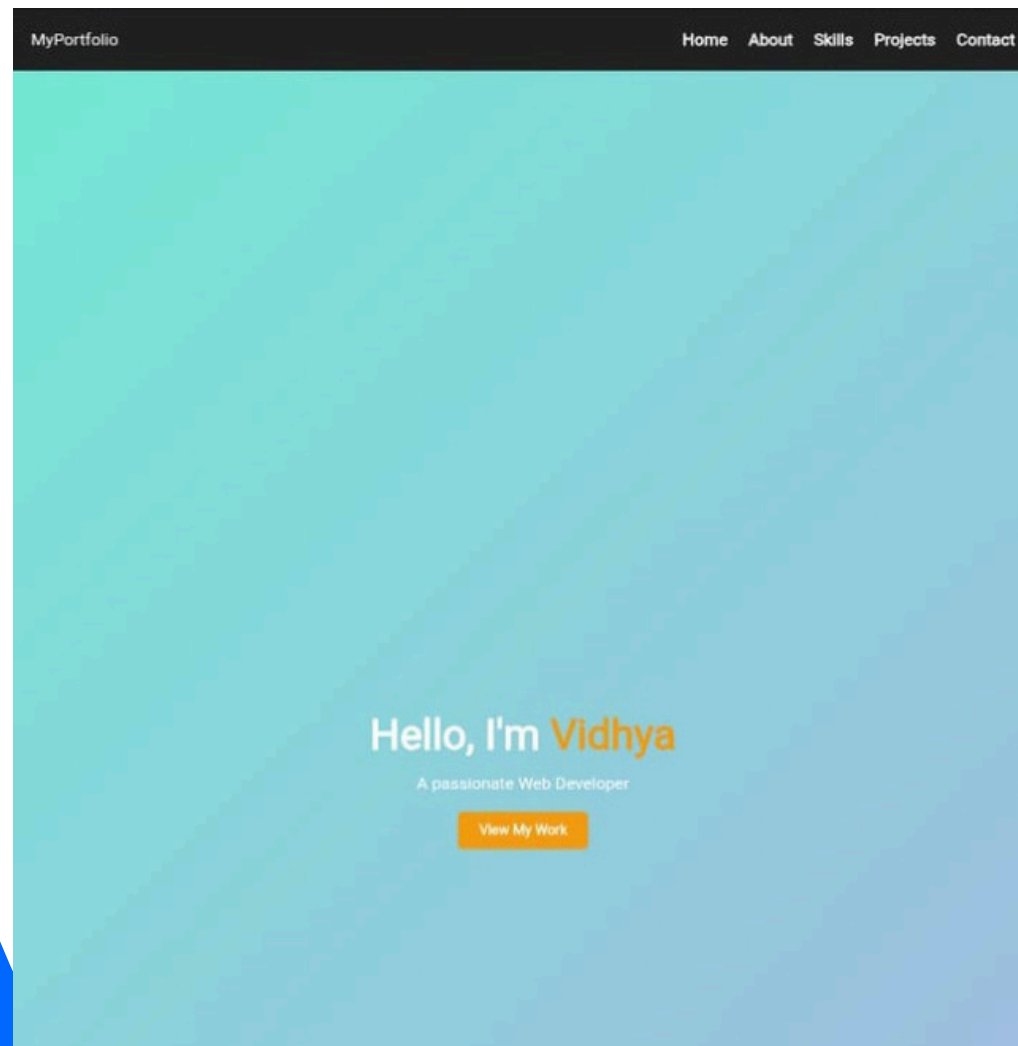 MyPortfolio
Home About Skills Projects Contact
Hello, I'm Vidhya
A passionate Web Developer
View My Work